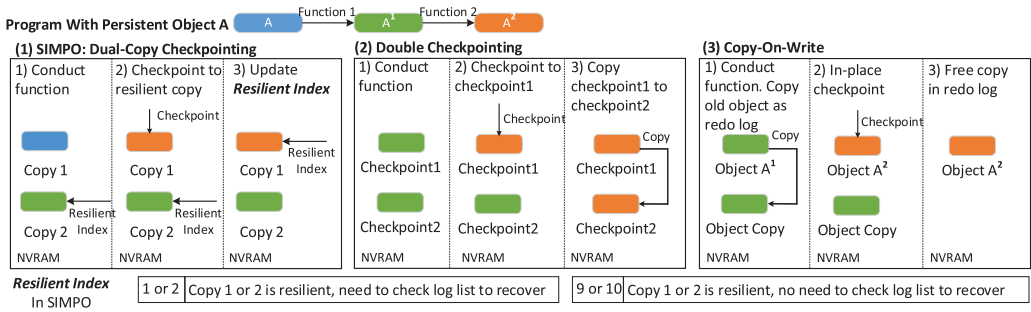 Program With Persistent Object A
A
Function 1
A1
Function 2
A2
(1) SIMPO: Dual-Copy Checkpointing
1) Conduct
function
Copy 1
Copy 2
Resilient
Index
NVRAM
2) Checkpoint to
resilient copy
Checkpoint
Copy 1
Copy 2
Resilient
Index
NVRAM
3) Update
Resilient Index
Resilient
Index
Copy 1
Copy 2
NVRAM
(2) Double Checkpointing
1) Conduct
function
Checkpoint1
Checkpoint2
NVRAM
2) Checkpoint to
checkpoint1
Checkpoint
Checkpoint1
Checkpoint2
NVRAM
3) Copy
checkpoint1 to
checkpoint2
Copy
Checkpoint1
Checkpoint2
NVRAM
(3) Copy-On-Write
1) Conduct
function. Copy
old object as
redo log
Copy
Object A1
Object Copy
NVRAM
2) In-place
checkpoint
Checkpoint
Object A2
Object Copy
NVRAM
3) Free copy
in redo log
Object A2
NVRAM
Resilient Index
In SIMPO
1 or 2 Copy 1 or 2 is resilient, need to check log list to recover
9 or 10 Copy 1 or 2 is resilient, no need to check log list to recover